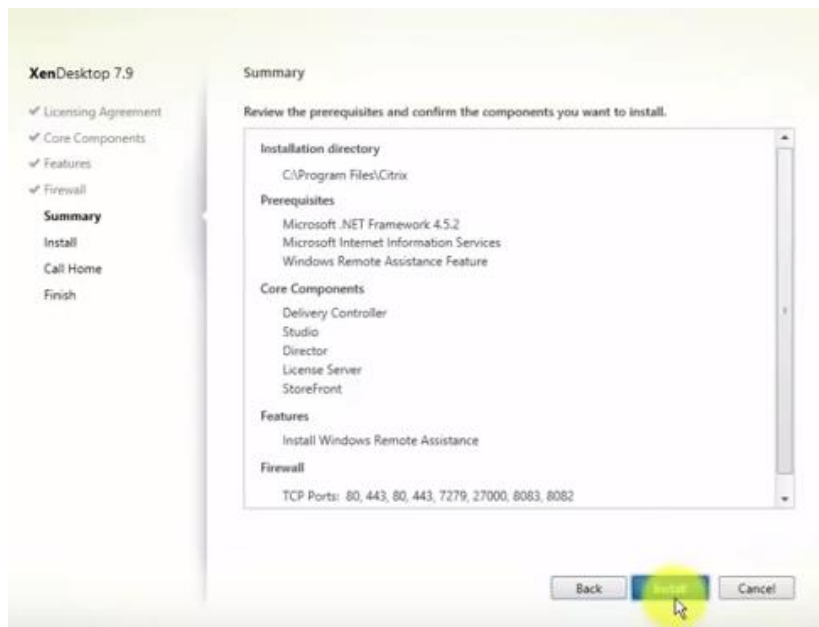 XenDesktop 7.9
Licensing Agreement
Core Components
Features
Firewall
Summary
Install
Call Home
Finish
Summary
Review the prerequisites and confirm the components you want to install.
Installation directory
C:\Program Files\Citrix
Prerequisites
Microsoft .NET Framework 4.5.2
Microsoft Internet Information Services
Windows Remote Assistance Feature
Core Components
Delivery Controller
Studio
Director
License Server
StoreFront
Features
Install Windows Remote Assistance
Firewall
TCP Ports: 80, 443, 80, 443, 7279, 27000, 8083, 8082
Back Install Cancel